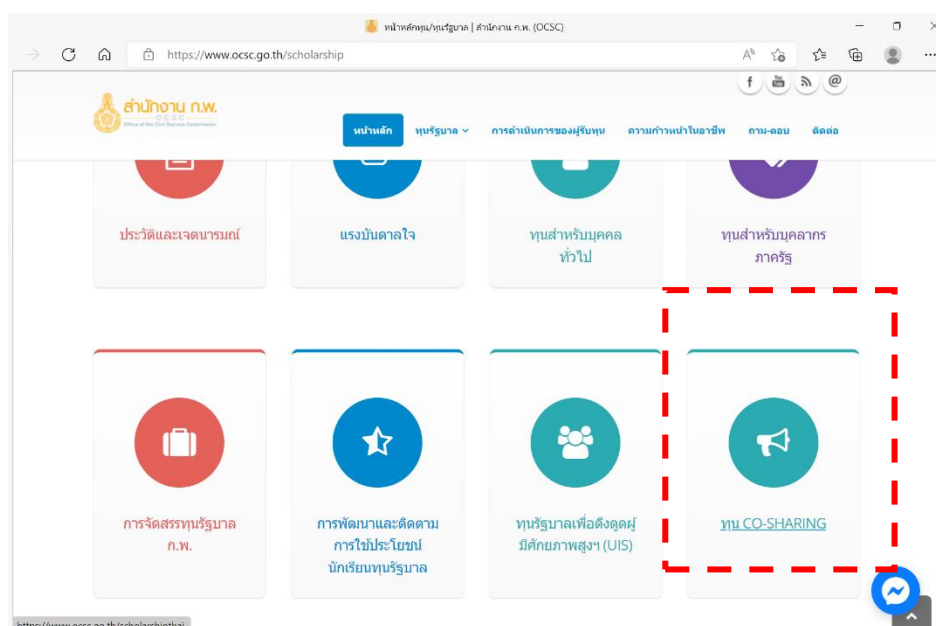 หน้าหลักทุน/ทุนรัฐบาล | สำนักงาน ก.พ. (OCSC)
https://www.ocsc.go.th/scholarship
สำนักงาน ก.พ.
OCSC
Office of the Civil Service Commission
หน้าหลัก ทุนรัฐบาล การดำเนินการของผู้รับทุน ความก้าวหน้าในอาชีพ ถาม-ตอบ ติดต่อ
ประวัติและเจตนารมณ์
แรงบันดาลใจ
ทุนสำหรับบุคคล
ทั่วไป
ทุนสำหรับบุคลากร
ภาครัฐ
การจัดสรรทุนรัฐบาล
ก.พ.
การพัฒนาและติดตาม
การใช้ประโยชน์
นักเรียนทุนรัฐบาล
ทุนรัฐบาลเพื่อดึงดูดผู้
มีศักยภาพสูงฯ (UIS)
ทุน CO-SHARING